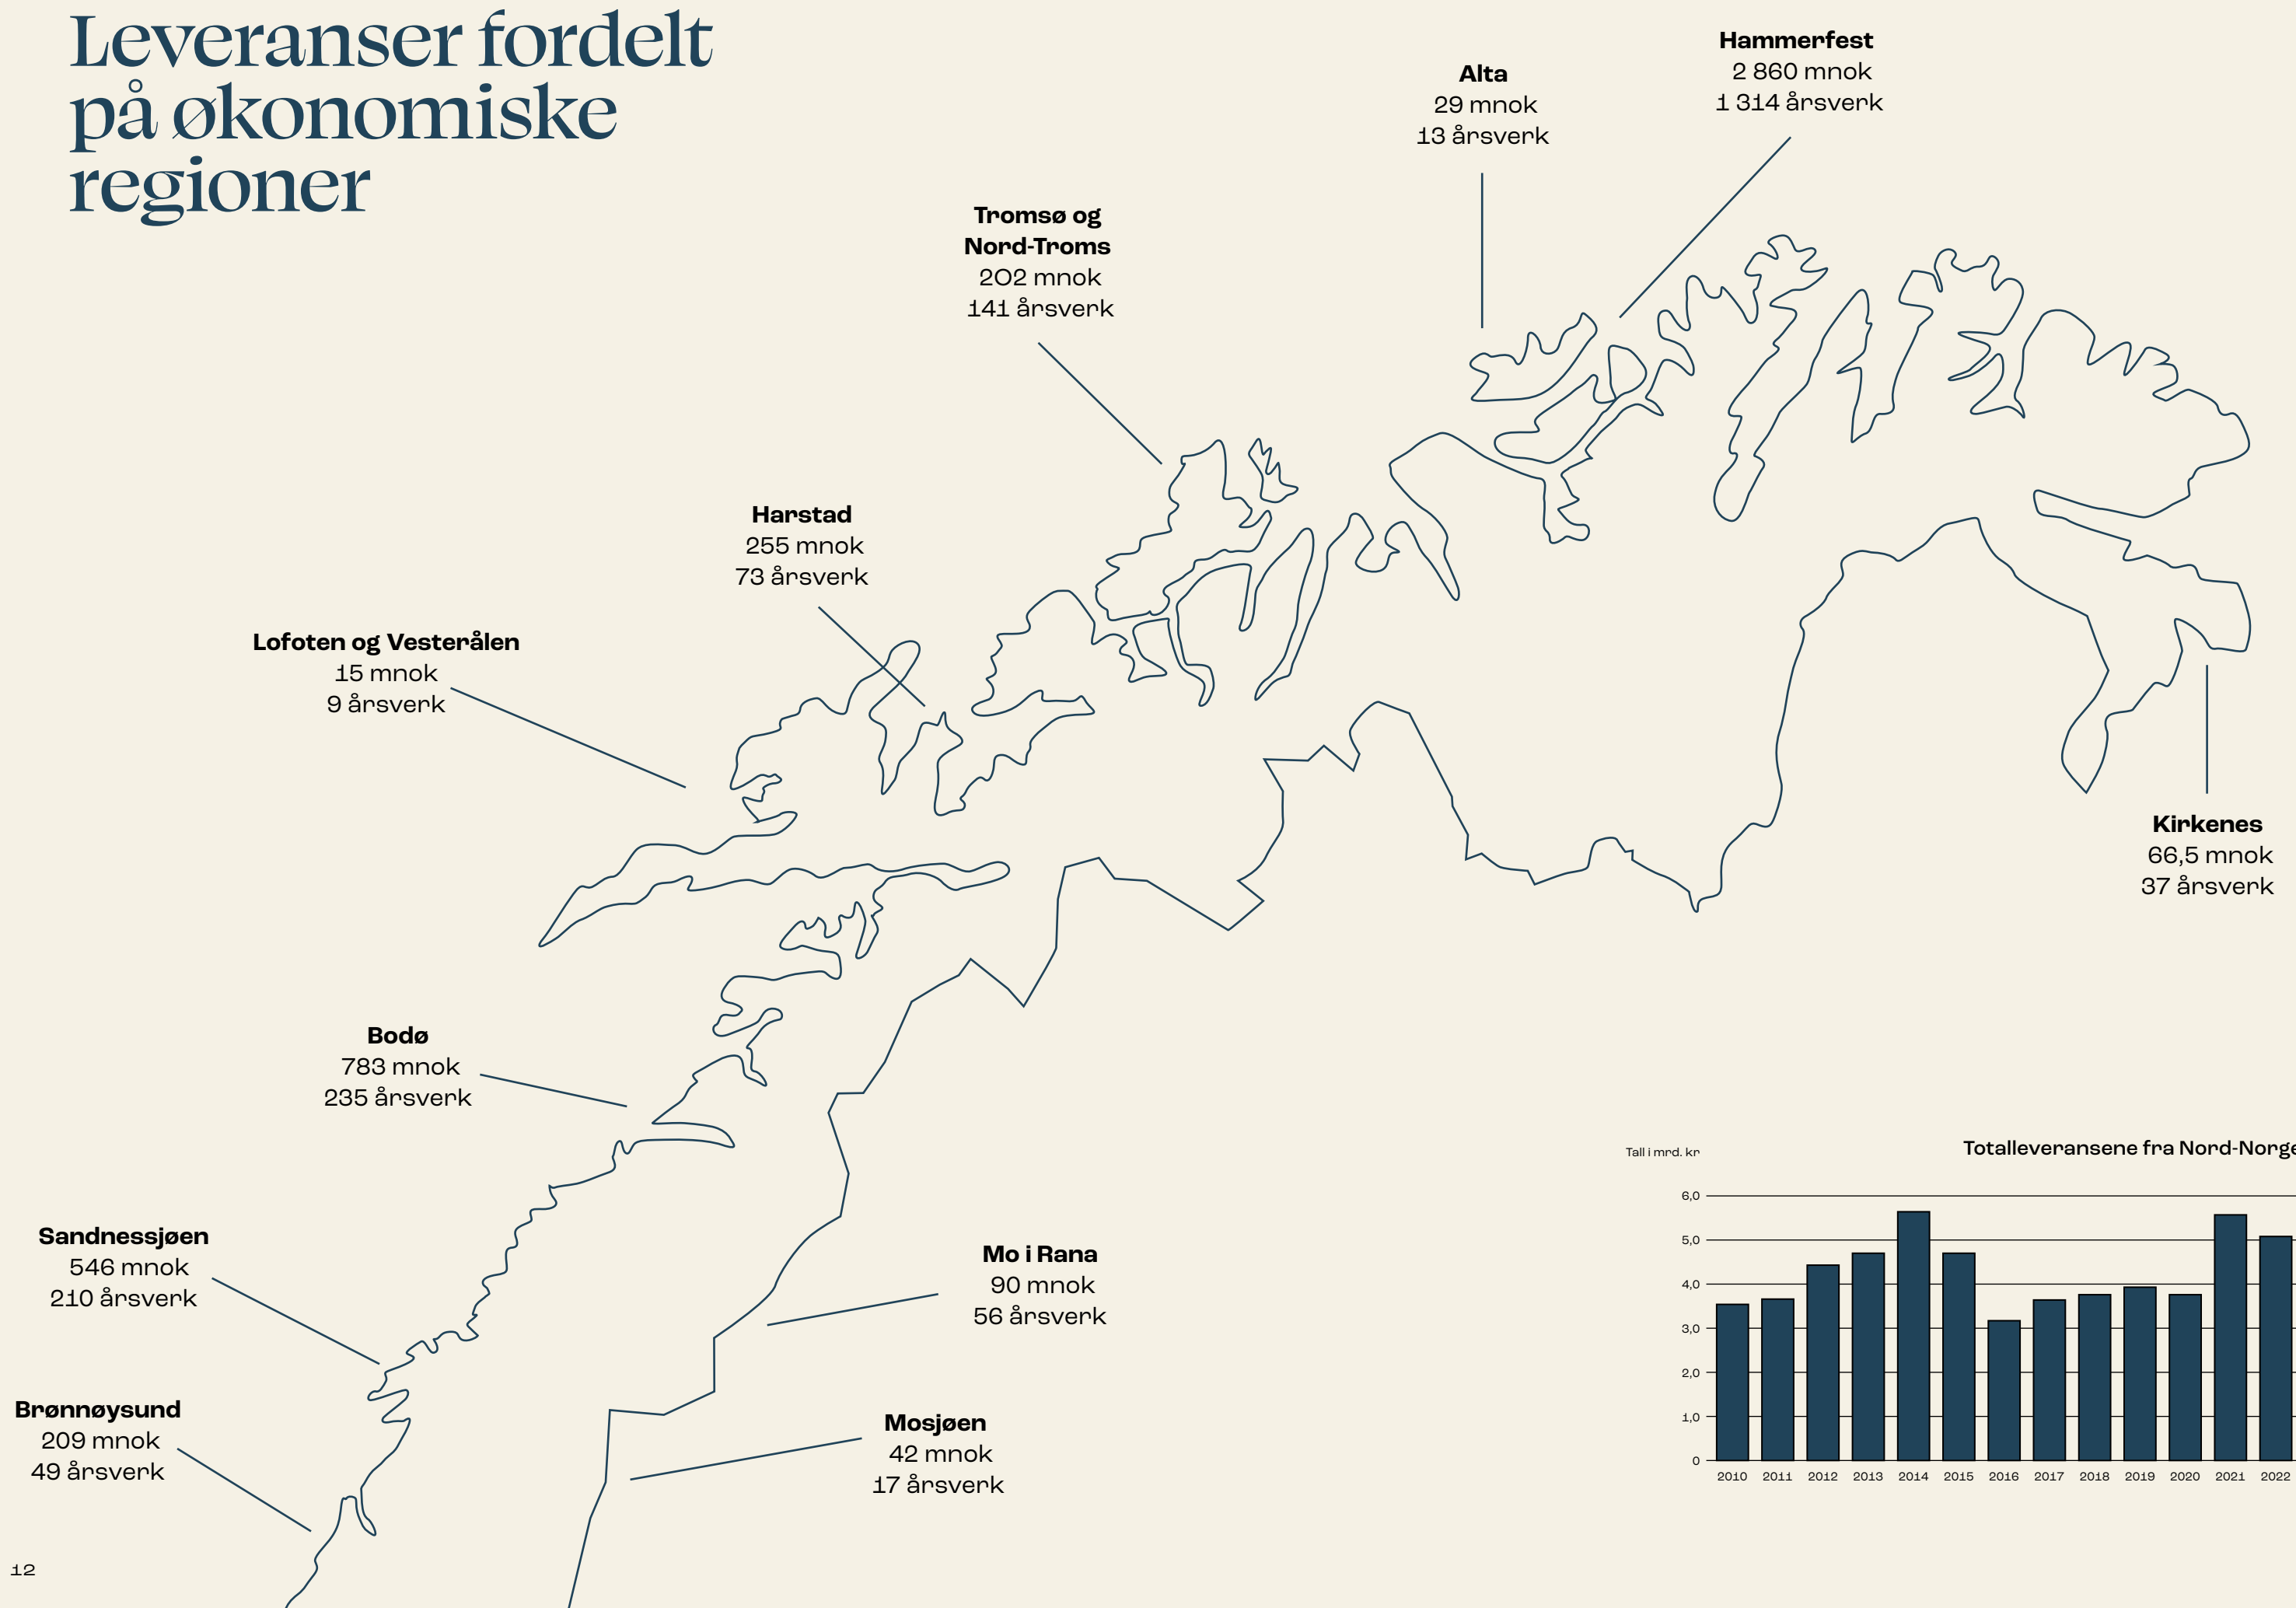 Leveranser fordelt
på økonomiske
regioner
Hammerfest
2 860 mnok
1 314 årsverk
Alta
29 mnok
13 årsverk
Tromsø og
Nord-Troms
202 mnok
141 årsverk
Harstad
255 mnok
73 årsverk
Lofoten og Vesterålen
15 mnok
9 årsverk
Kirkenes
66,5 mnok
37 årsverk
Bodø
783 mnok
235 årsverk
Sandnessjøen
546 mnok
210 årsverk
Mo i Rana
90 mnok
56 årsverk
Brønnøysund
209 mnok
49 årsverk
Mosjøen
42 mnok
17 årsverk
Tall i mrd. kr
Totalleveransene fra Nord-Norge
6,0
5,0
4,0
3,0
2,0
1,0
0
2010 2011 2012 2013 2014 2015 2016 2017 2018 2019 2020 2021 2022
12